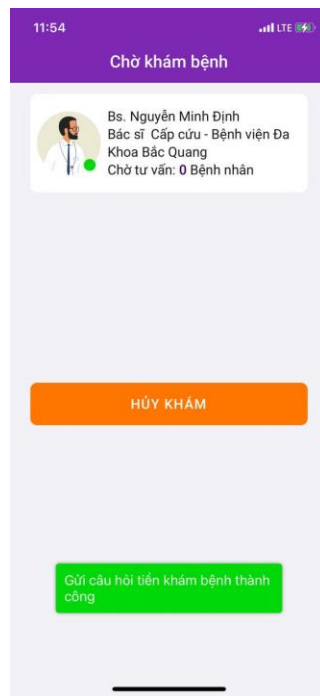 11:54
LTE
Chờ khám bệnh
Bs. Nguyễn Minh Định
Bác sĩ Cấp cứu - Bệnh viện Đa
Khoa Bắc Quang
Chờ tư vấn: 0 Bệnh nhân
HỦY KHÁM
Gửi câu hỏi tiền khám bệnh thành
công